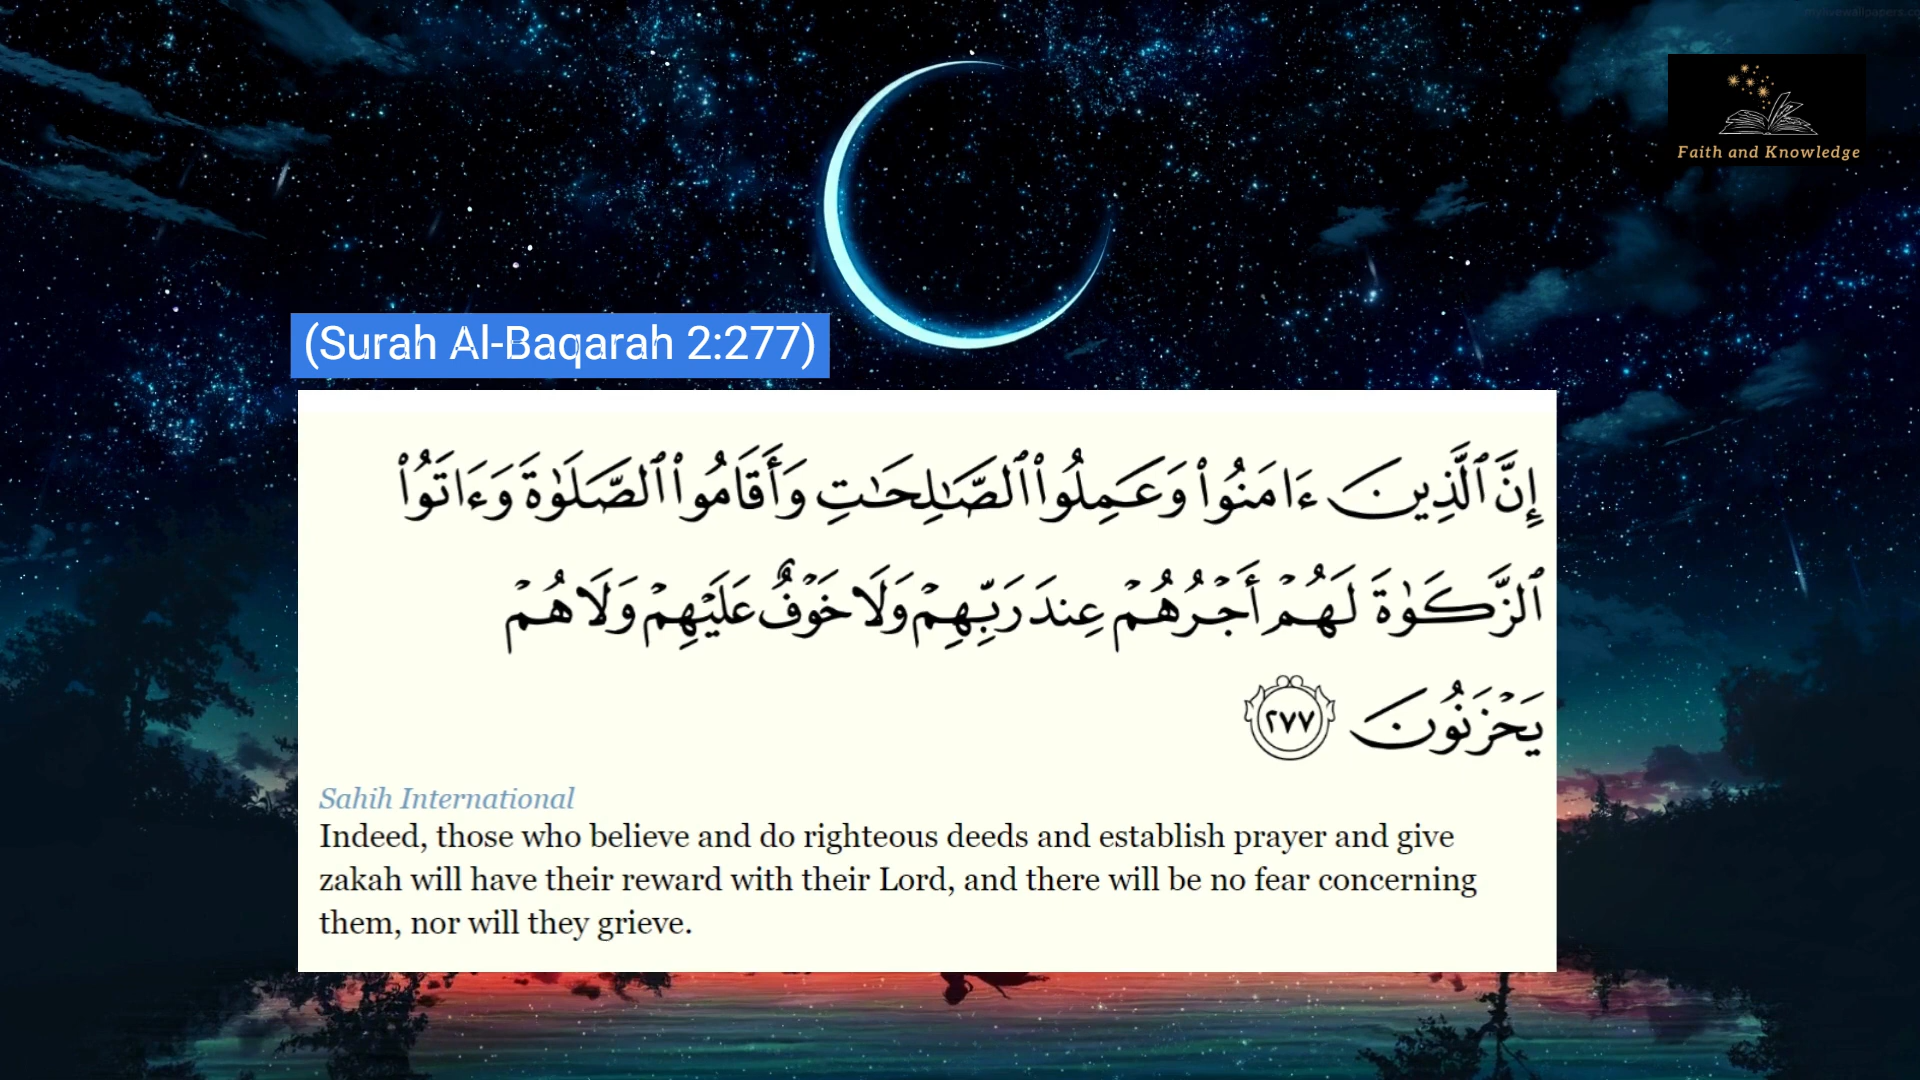 Faith and Knowledge
(Surah Al-Baqarah 2:277)
إِنَّ ٱلَّذِينَ ءَامَنُوا۟ وَعَمِلُوا۟ ٱلصَّـٰلِحَـٰتِ وَأَقَامُوا۟ ٱلصَّلَوٰةَ وَءَاتَوُا۟
ٱلزَّكَوٰةَ لَهُمْ أَجْرُهُمْ عِندَ رَبِّهِمْ وَلَا خَوْفٌ عَلَيْهِمْ وَلَا هُمْ
يَحْزَنُونَ ٢٧٧
Sahih International
Indeed, those who believe and do righteous deeds and establish prayer and give
zakah will have their reward with their Lord, and there will be no fear concerning
them, nor will they grieve.